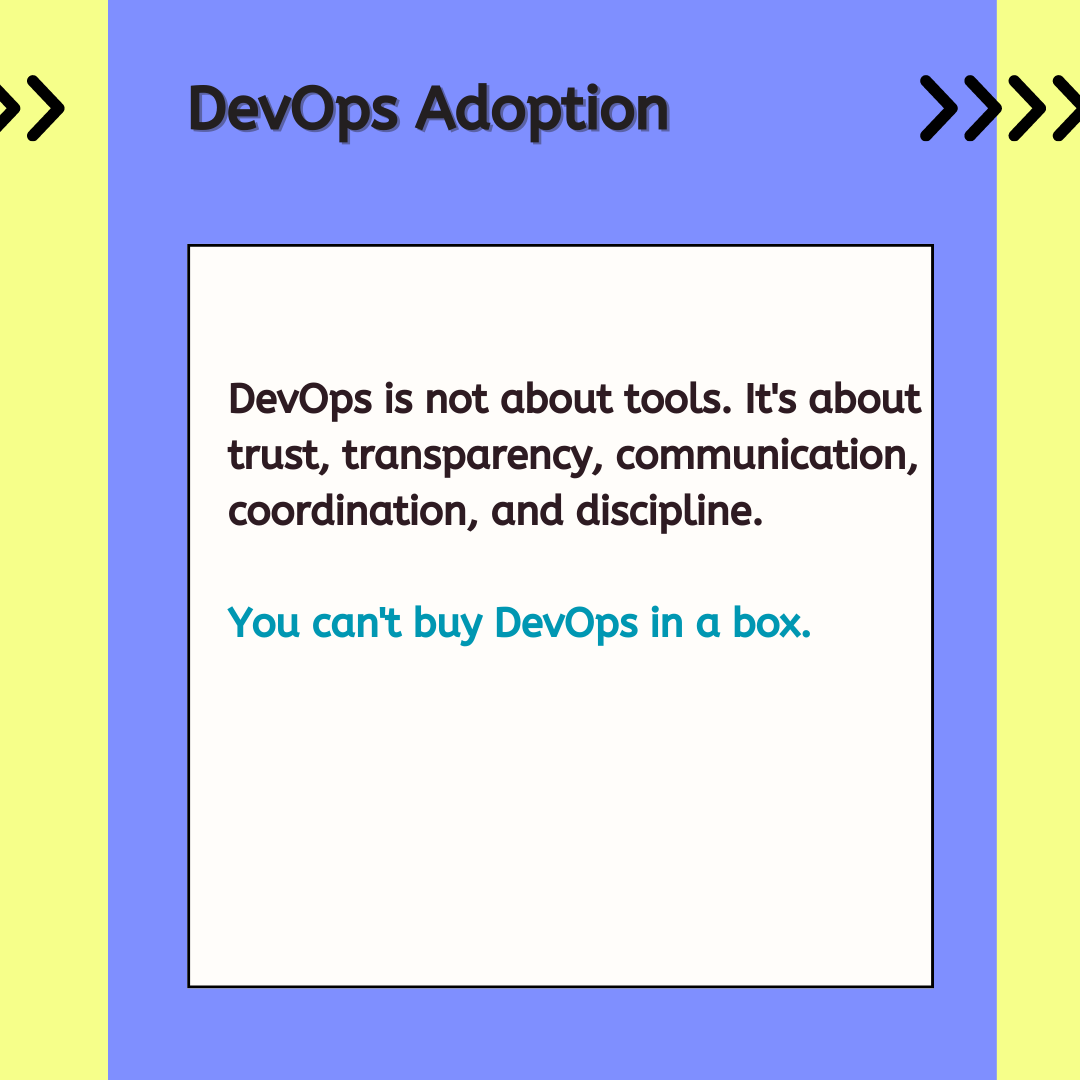 DevOps Adoption
DevOps is not about tools. It's about
trust, transparency, communication,
coordination, and discipline.
You can't buy DevOps in a box.